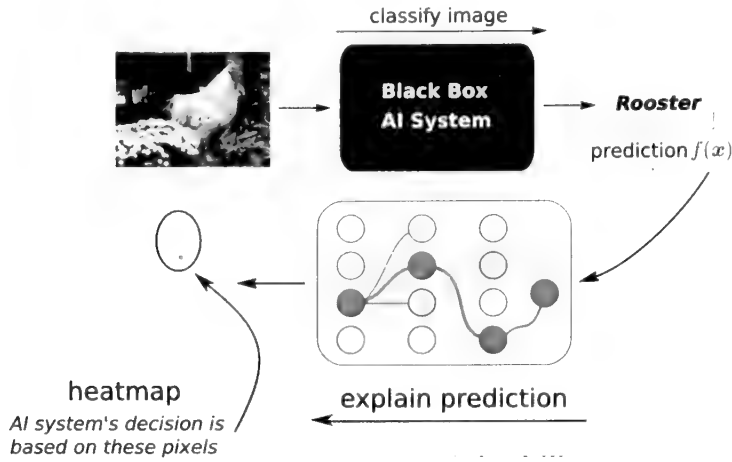 classify image
Black Box
AI System
Rooster
prediction f(x)
heatmap
AI system's decision is
based on these pixels
explain prediction